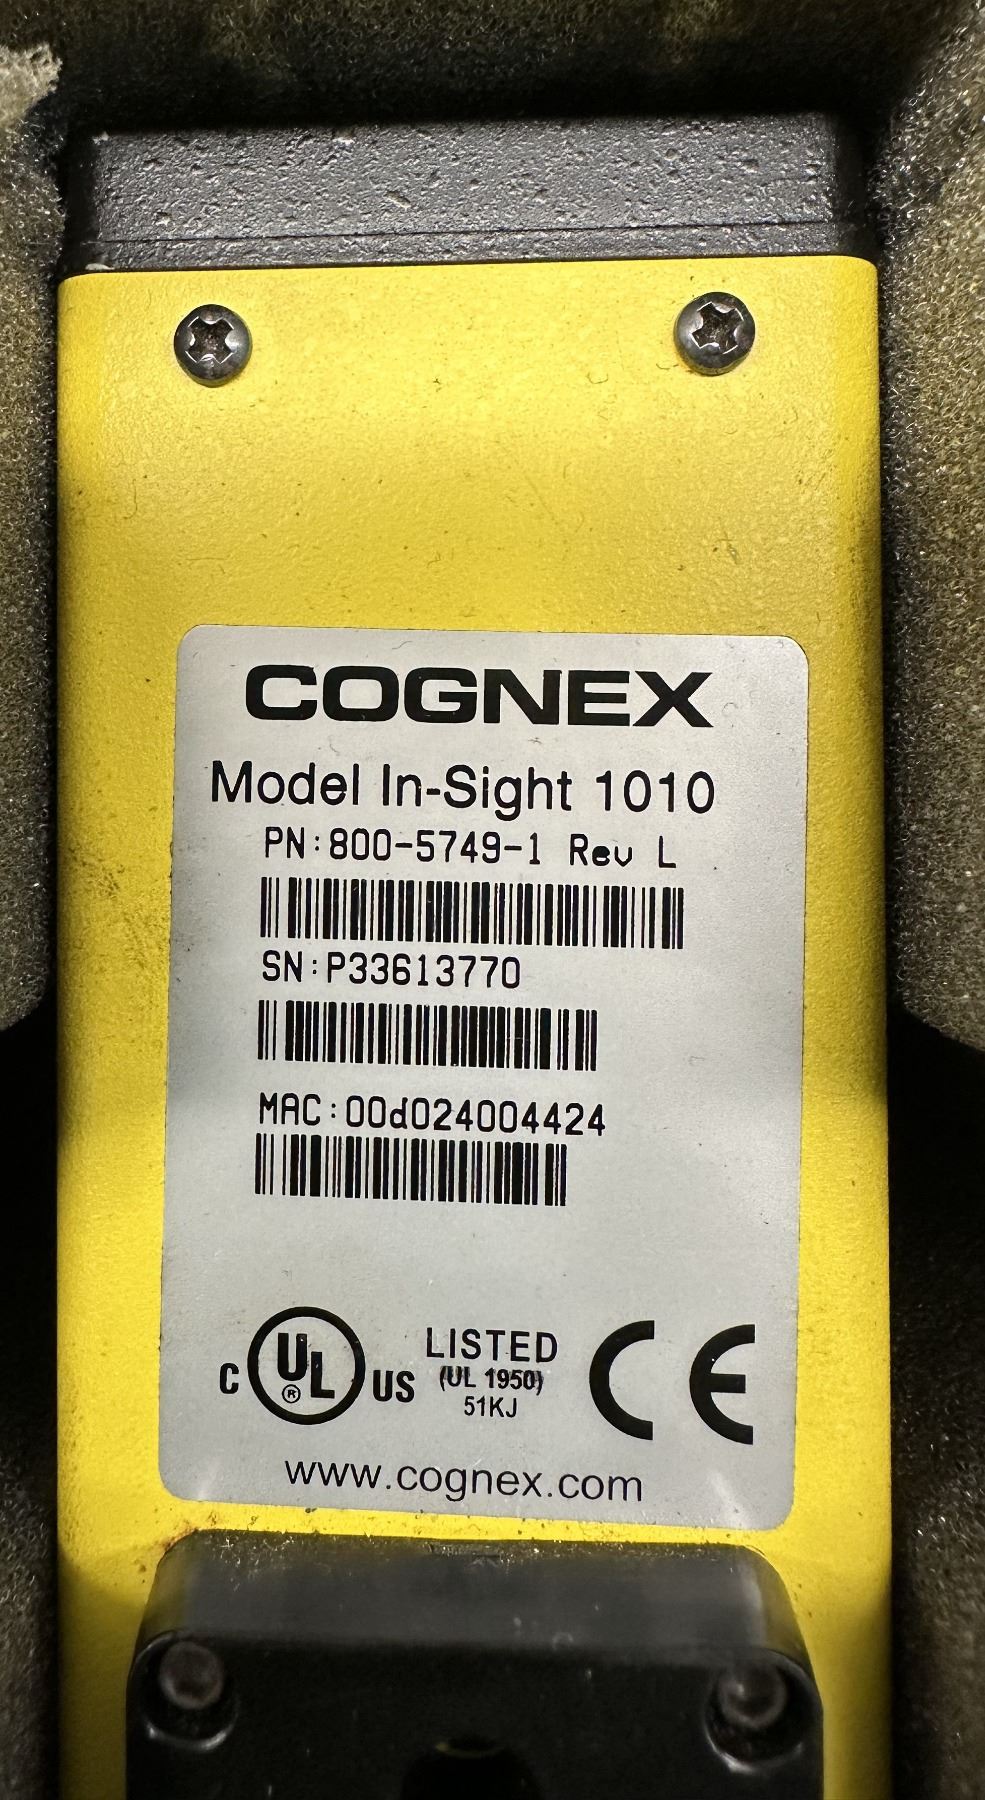 COGNEX
Model In-Sight 1010
PN:800-5749-1 Rev L
SN:P33613770
MAC:00d024004424
C UL ® US LISTED
(UL 1950)
51KJ
CE
www.cognex.com